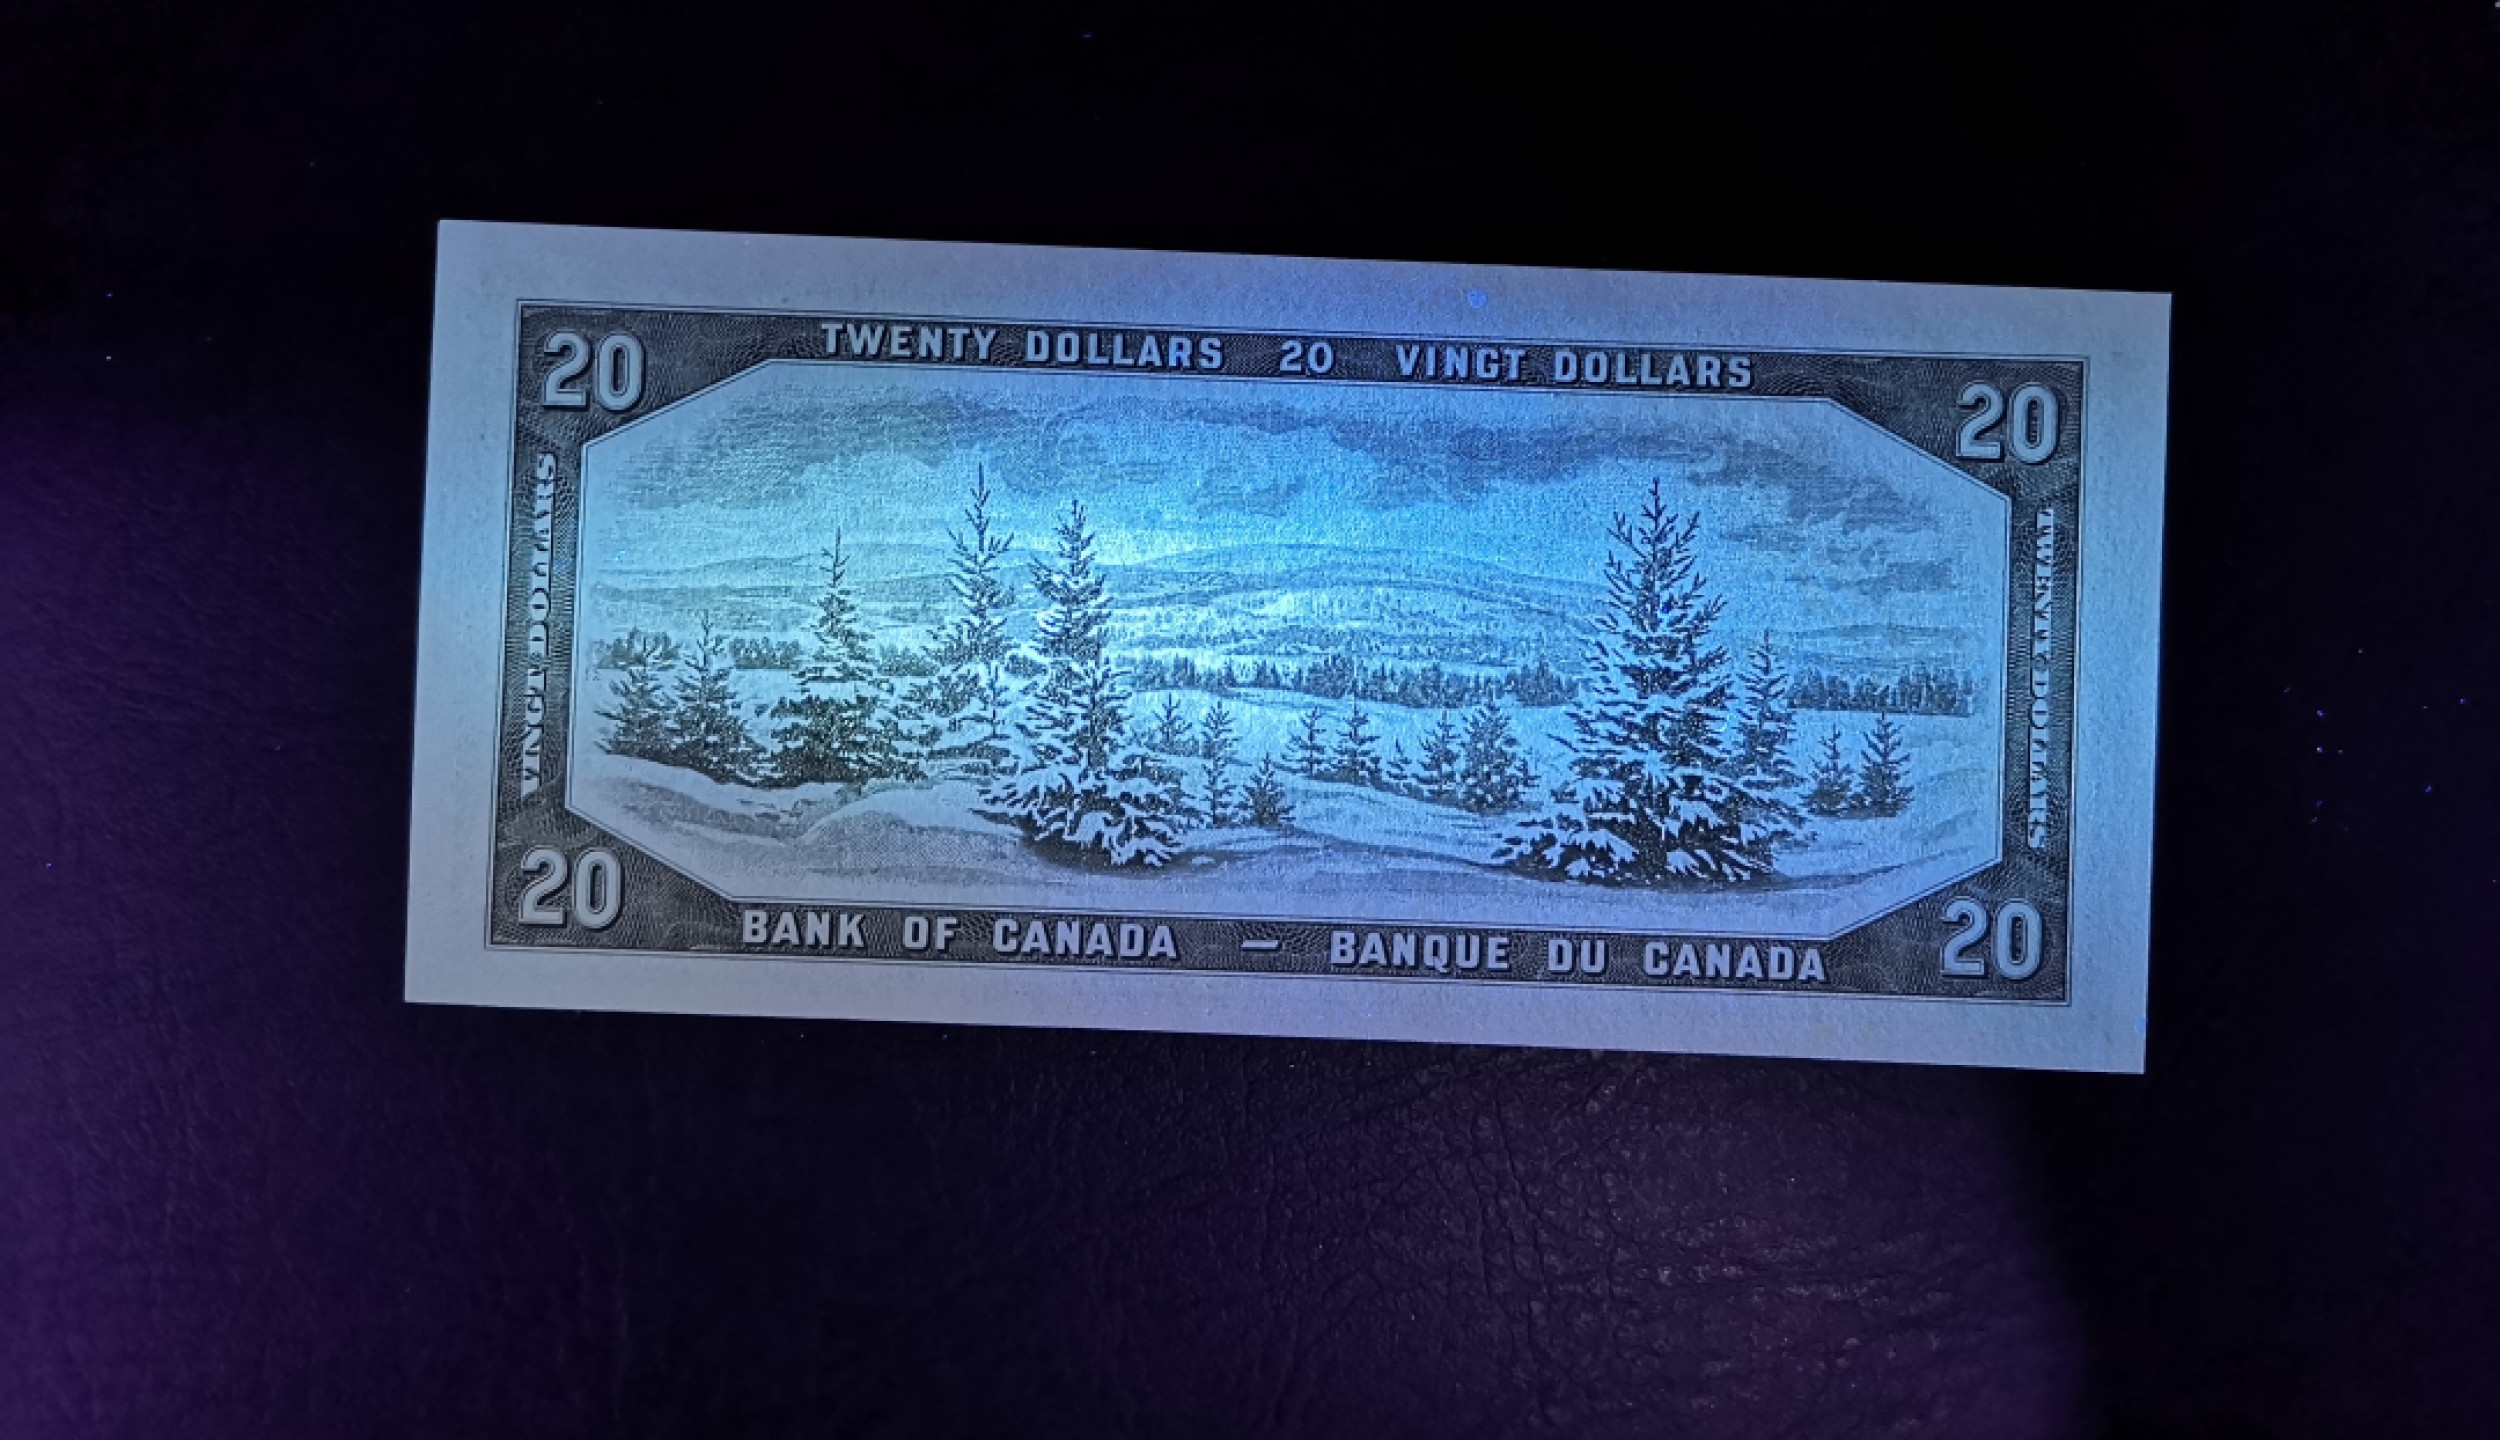 TWENTY DOLLARS 20 VINGT DOLLARS
20
20
VINGT DOLLARS
TWENTY DOLLARS
20
20
BANK OF CANADA — BANQUE DU CANADA